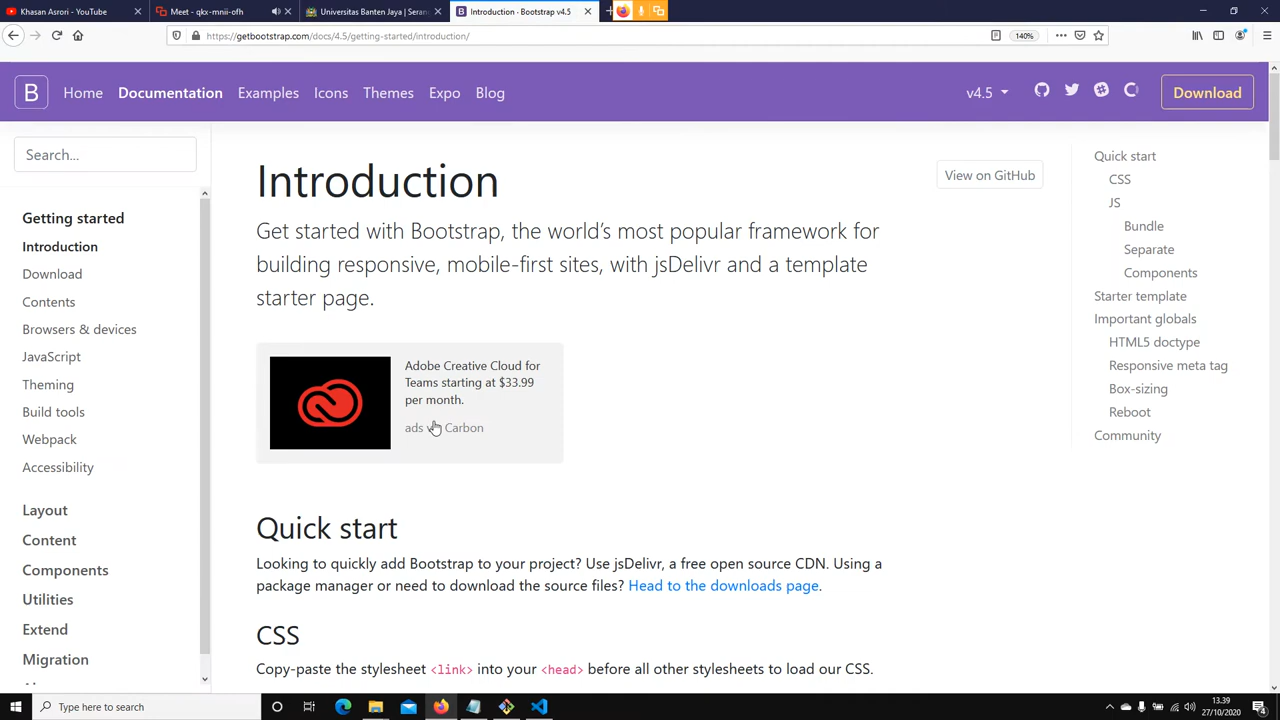 Khasan Asrori - YouTube
Meet - qkx-mnii-ofh
Universitas Banten Jaya | Seran
Introduction · Bootstrap v4.5
https://getbootstrap.com/docs/4.5/getting-started/introduction/
140%
B
Home
Documentation
Examples
Icons
Themes
Expo
Blog
v4.5
Download
Search...
Getting started
Introduction
Download
Contents
Browsers & devices
JavaScript
Theming
Build tools
Webpack
Accessibility
Layout
Content
Components
Utilities
Extend
Migration
Introduction
View on GitHub
Get started with Bootstrap, the world’s most popular framework for
building responsive, mobile-first sites, with jsDelivr and a template
starter page.
Adobe Creative Cloud for
Teams starting at $33.99
per month.
ads Carbon
Quick start
Looking to quickly add Bootstrap to your project? Use jsDelivr, a free open source CDN. Using a
package manager or need to download the source files? Head to the downloads page.
CSS
Copy-paste the stylesheet <link> into your <head> before all other stylesheets to load our CSS.
Quick start
CSS
JS
Bundle
Separate
Components
Starter template
Important globals
HTML5 doctype
Responsive meta tag
Box-sizing
Reboot
Community
Type here to search
13.39
27/10/2020
4